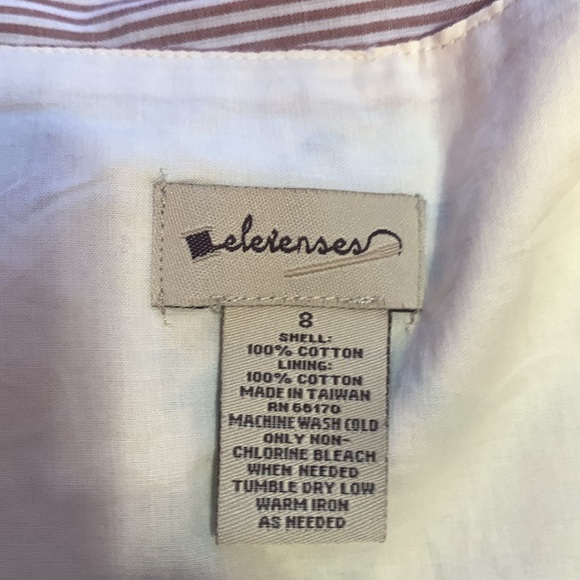 elevenses
8
SHELL:
100% COTTON
LINING:
100% COTTON
MADE IN TAIWAN
RN 66170
MACHINE WASH COLD
ONLY NON-
CHLORINE BLEACH
WHEN NEEDED
TUMBLE DRY LOW
WARM IRON
AS NEEDED